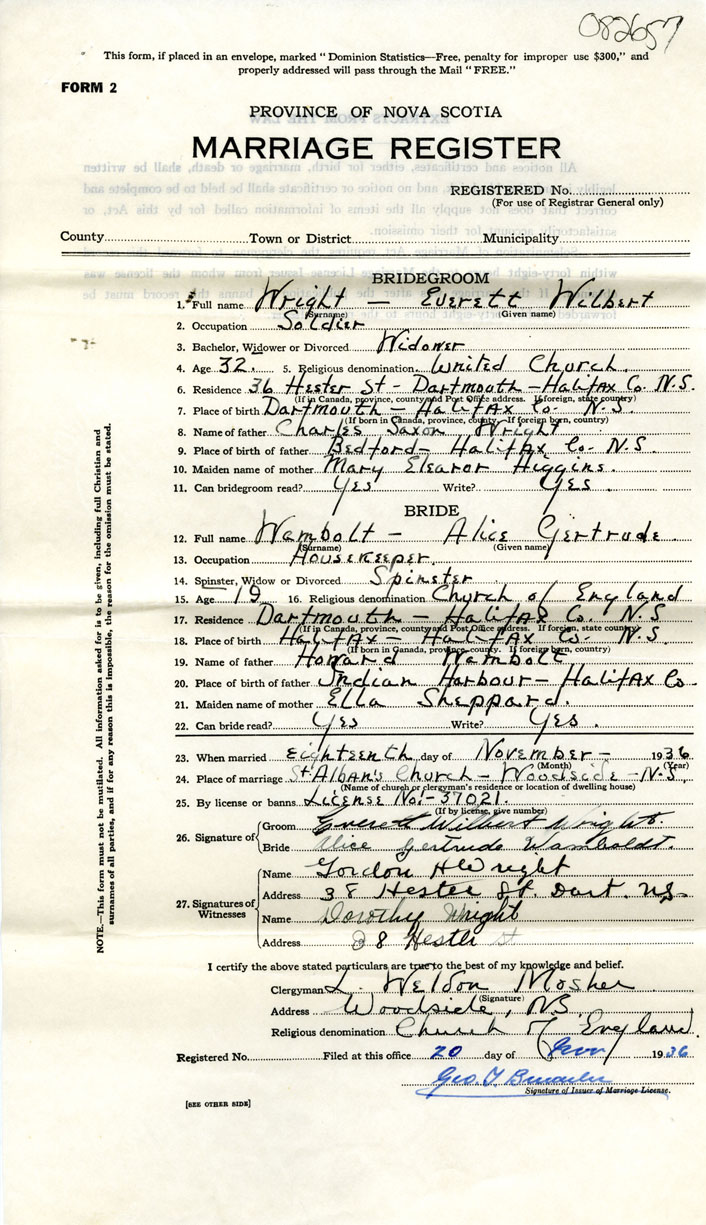 082657
This form, if placed in an envelope, marked "Dominion Statistics—Free, penalty for improper use $300," and
properly addressed will pass through the Mail "FREE."
FORM 2
PROVINCE OF NOVA SCOTIA
MARRIAGE REGISTER
REGISTERED No.
(For use of Registrar General only)
County Town or District Municipality
BRIDEGROOM
1. Full name Wright — Everett Wilbert
(Surname) (Given name)
2. Occupation Soldier
3. Bachelor, Widower or Divorced Widower
4. Age 32. 5. Religious denomination United Church.
6. Residence 36 Hester St - Dartmouth - Halifax Co. N.S.
(If in Canada, province, county and Post Office address. If foreign, state country)
7. Place of birth Dartmouth - Halifax Co. N.S.
(If born in Canada, province, county. If foreign born, country)
8. Name of father Charles Saxon Wright
9. Place of birth of father Bedford - Halifax Co. N.S.
10. Maiden name of mother Mary Eleanor Higgins.
11. Can bridegroom read? Yes Write? Yes.
BRIDE
12. Full name Wambolt - Alice Gertrude.
(Surname) (Given name)
13. Occupation Housekeeper.
14. Spinster, Widow or Divorced Spinster
15. Age 19 16. Religious denomination Church of England
17. Residence Dartmouth - Halifax Co. N.S
(If in Canada, province, county and Post Office address. If foreign, state country)
18. Place of birth Halifax - Halifax Co. N.S.
(If born in Canada, province, county. If foreign born, country)
19. Name of father Howard Wambolt
20. Place of birth of father Indian Harbour - Halifax Co.
21. Maiden name of mother Ella Sheppard.
22. Can bride read? Yes Write? Yes.
23. When married eighteenth day of November - 1936
(Month) (Year)
24. Place of marriage St Alban's Church - Woodside - N.S
(Name of church or clergyman's residence or location of dwelling house)
25. By license or banns License No:- 37021.
(If by license, give number)
26. Signature of Groom Everett Wilbert Wright.
Bride Alice Gertrude Wamboldt.
27. Signatures of Witnesses
Name Gordon H Wright
Address 38 Hester St. Dart. N.S.
Name Dorothy Wright
Address 38 Hester St
I certify the above stated particulars are true to the best of my knowledge and belief.
Clergyman L. Weldon Mosher
(Signature)
Address Woodside, N.S.
Religious denomination Church of England.
Registered No. Filed at this office 20 day of Nov 1936
Geo. T.
Signature of Issuer of Marriage License.
[SEE OTHER SIDE]
NOTE.—This form must not be mutilated. All information asked for is to be given, including full Christian and
surnames of all parties, and if for any reason this is impossible, the reason for the omission must be stated.